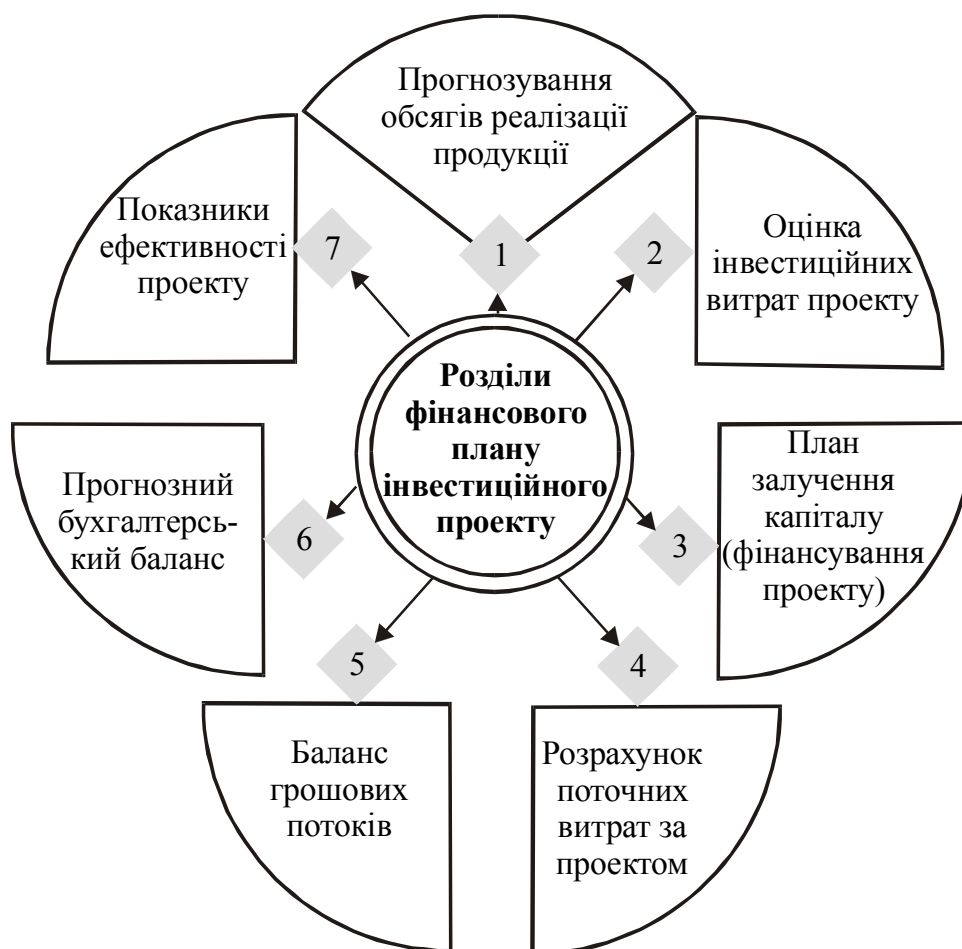 Розділи
фінансового
плану
інвестиційного
проекту
1
Прогнозування
обсягів реалізації
продукції
2
Оцінка
інвестиційних
витрат проекту
3
План
залучення
капіталу
(фінансування
проекту)
4
Розрахунок
поточних
витрат за
проектом
5
Баланс
грошових
потоків
6
Прогнозний
бухгалтерсь-
кий баланс
7
Показники
ефективності
проекту